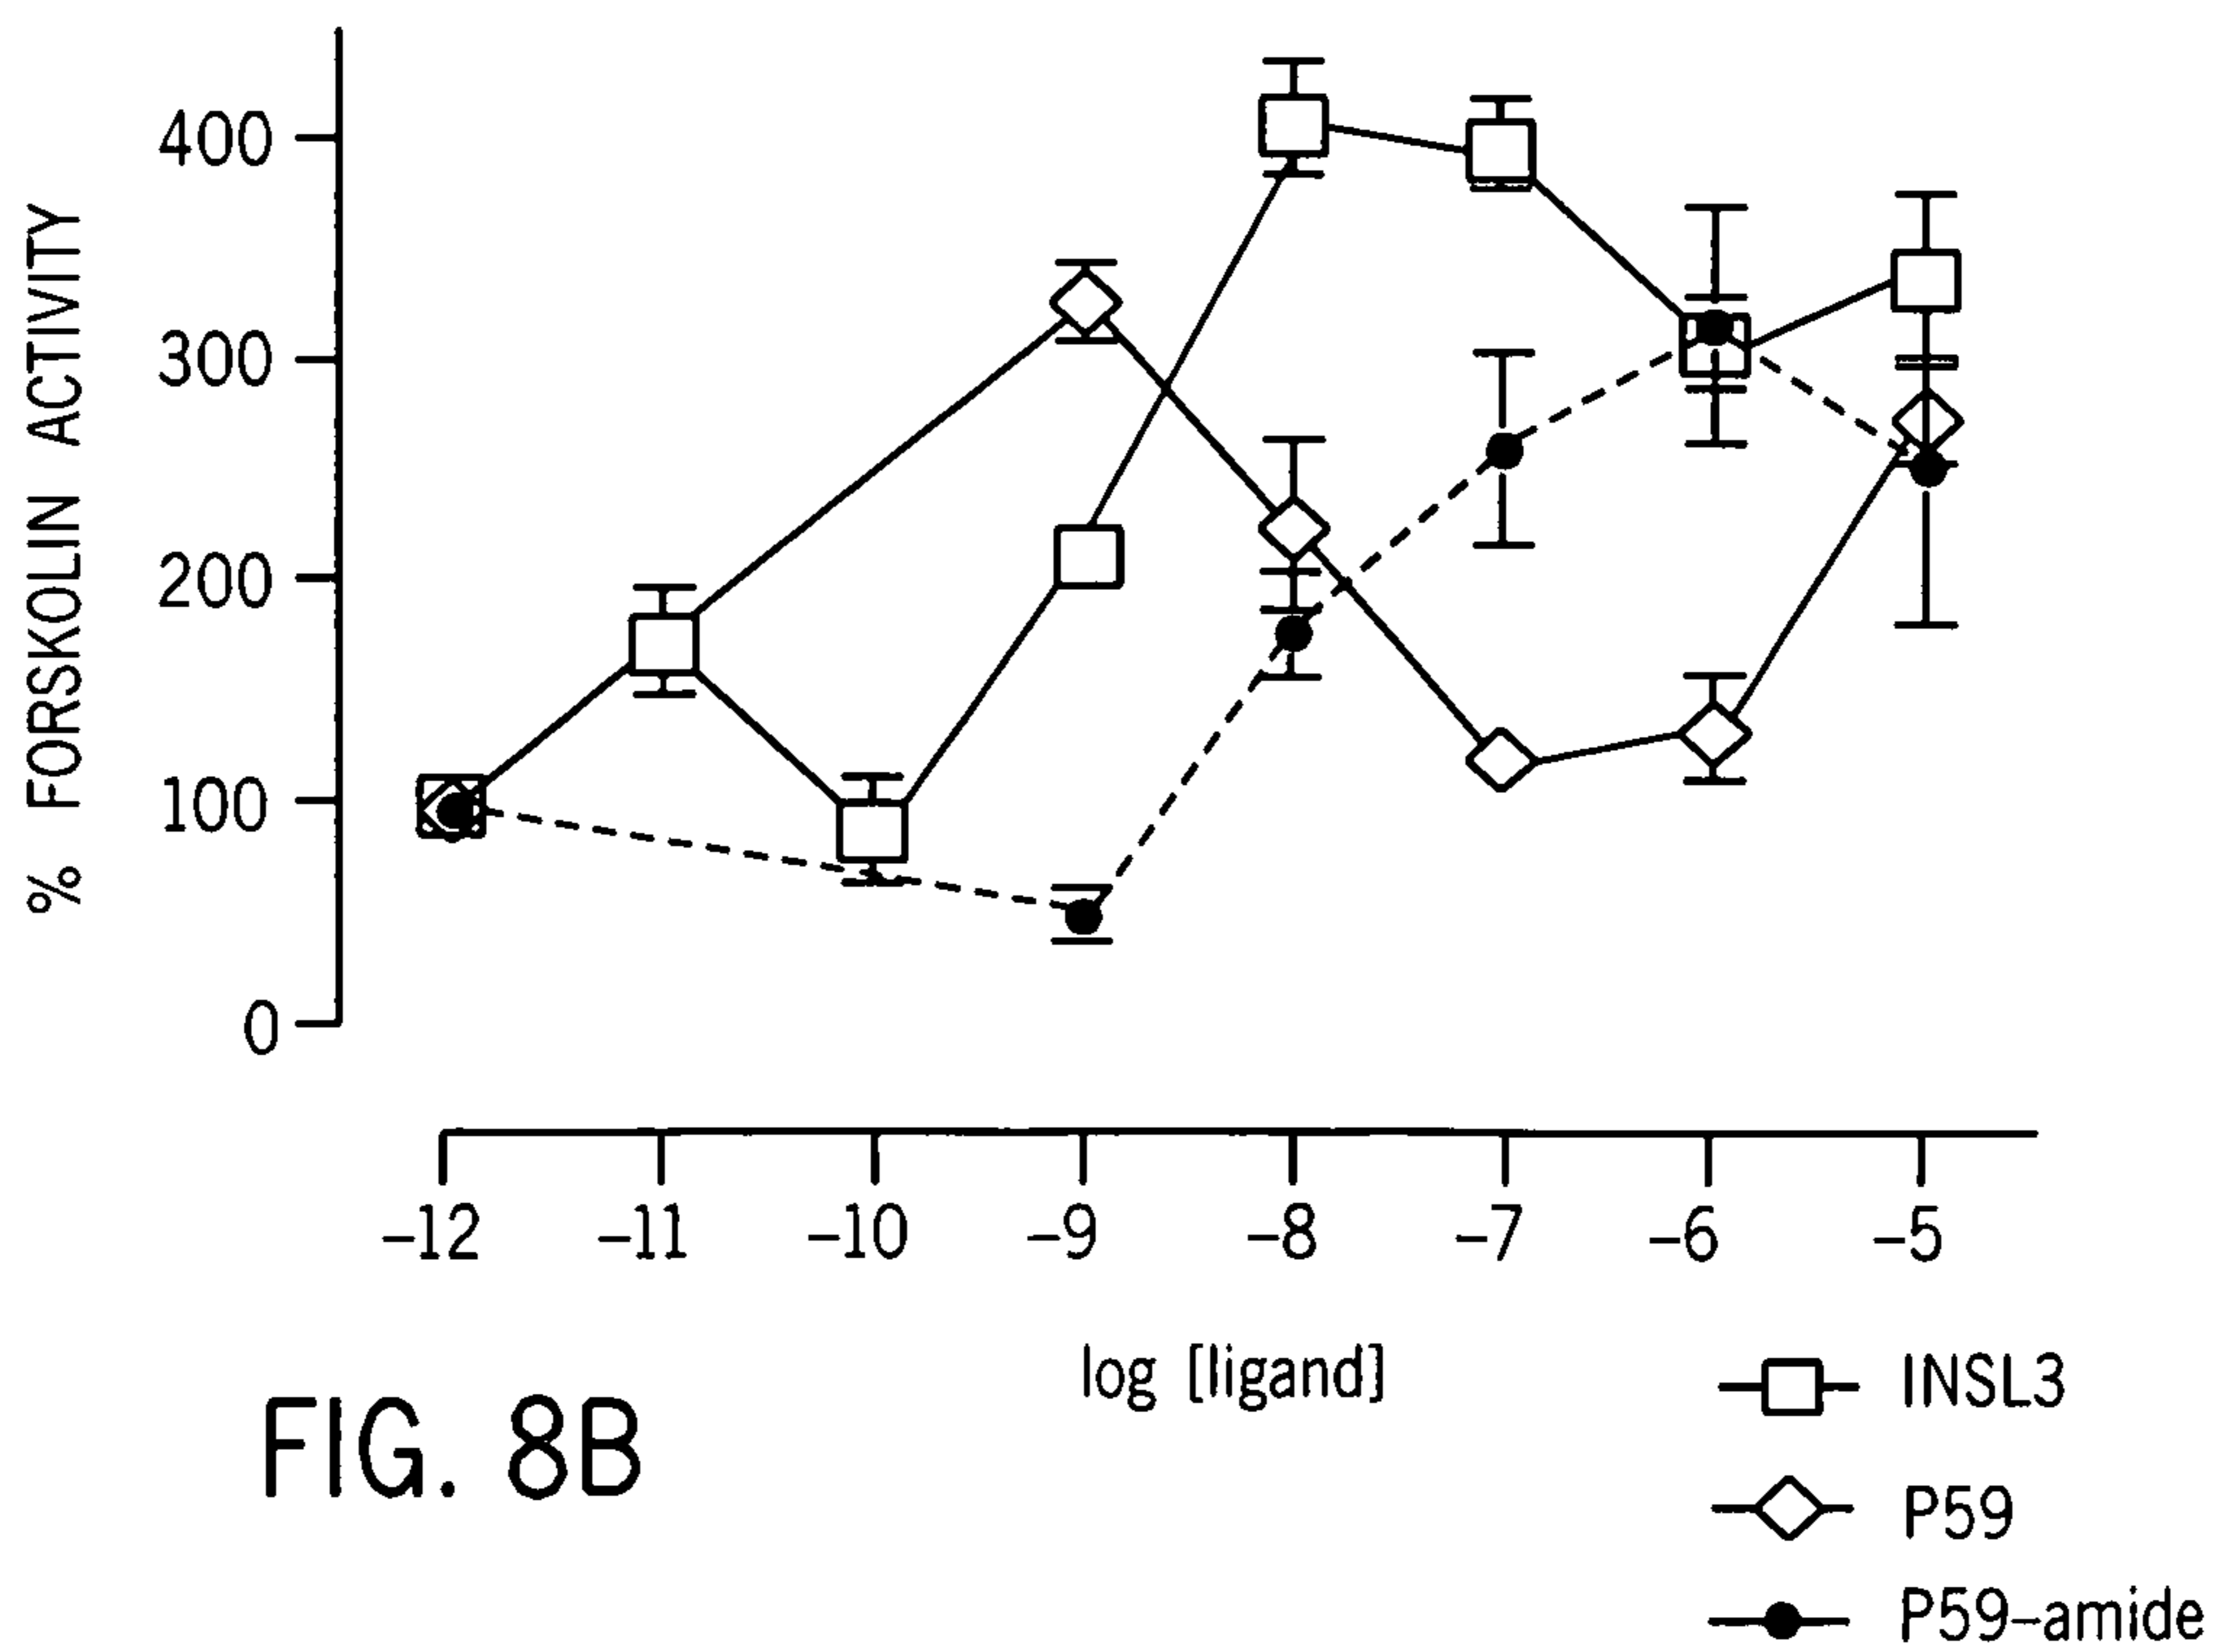 % FORSKOLIN ACTIVITY
400
300
200
100
0
-12 -11 -10 -9 -8 -7 -6 -5
log [ligand]
FIG. 8B
INSL3
P59
P59-amide